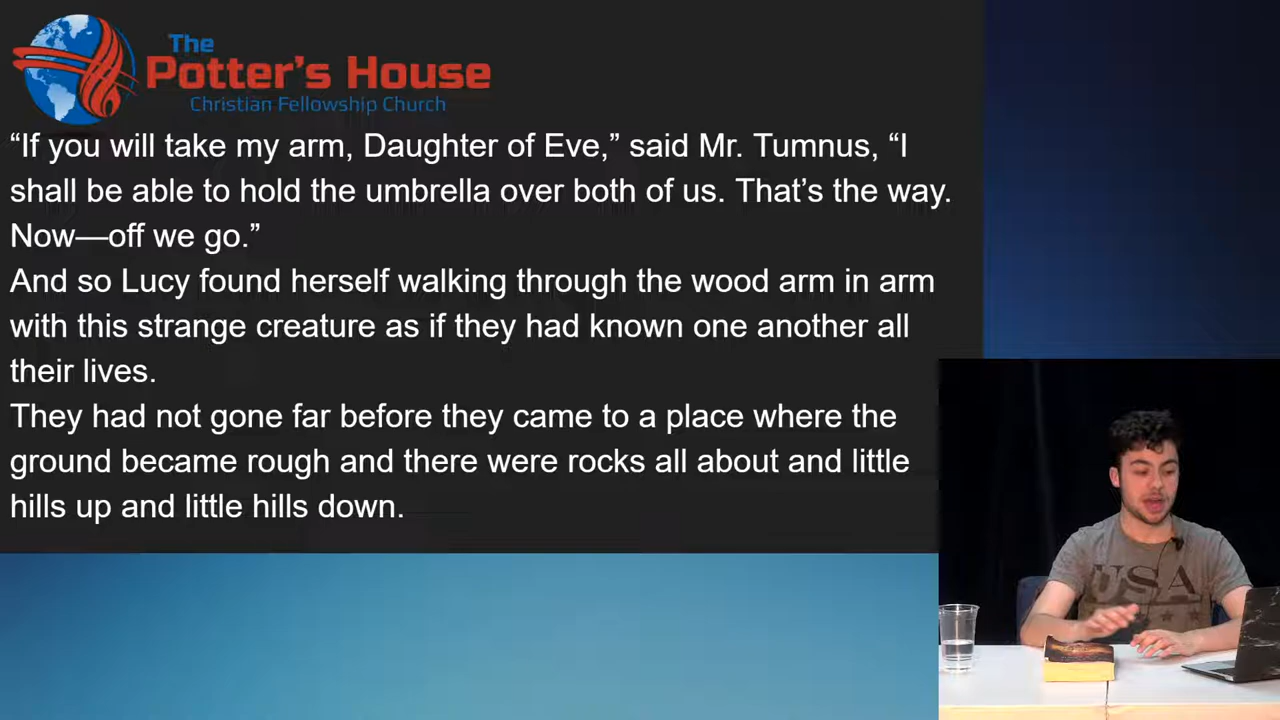 The
Potter's House
Christian Fellowship Church
“If you will take my arm, Daughter of Eve,” said Mr. Tumnus, “I
shall be able to hold the umbrella over both of us. That’s the way.
Now—off we go.”
And so Lucy found herself walking through the wood arm in arm
with this strange creature as if they had known one another all
their lives.
They had not gone far before they came to a place where the
ground became rough and there were rocks all about and little
hills up and little hills down.
USA